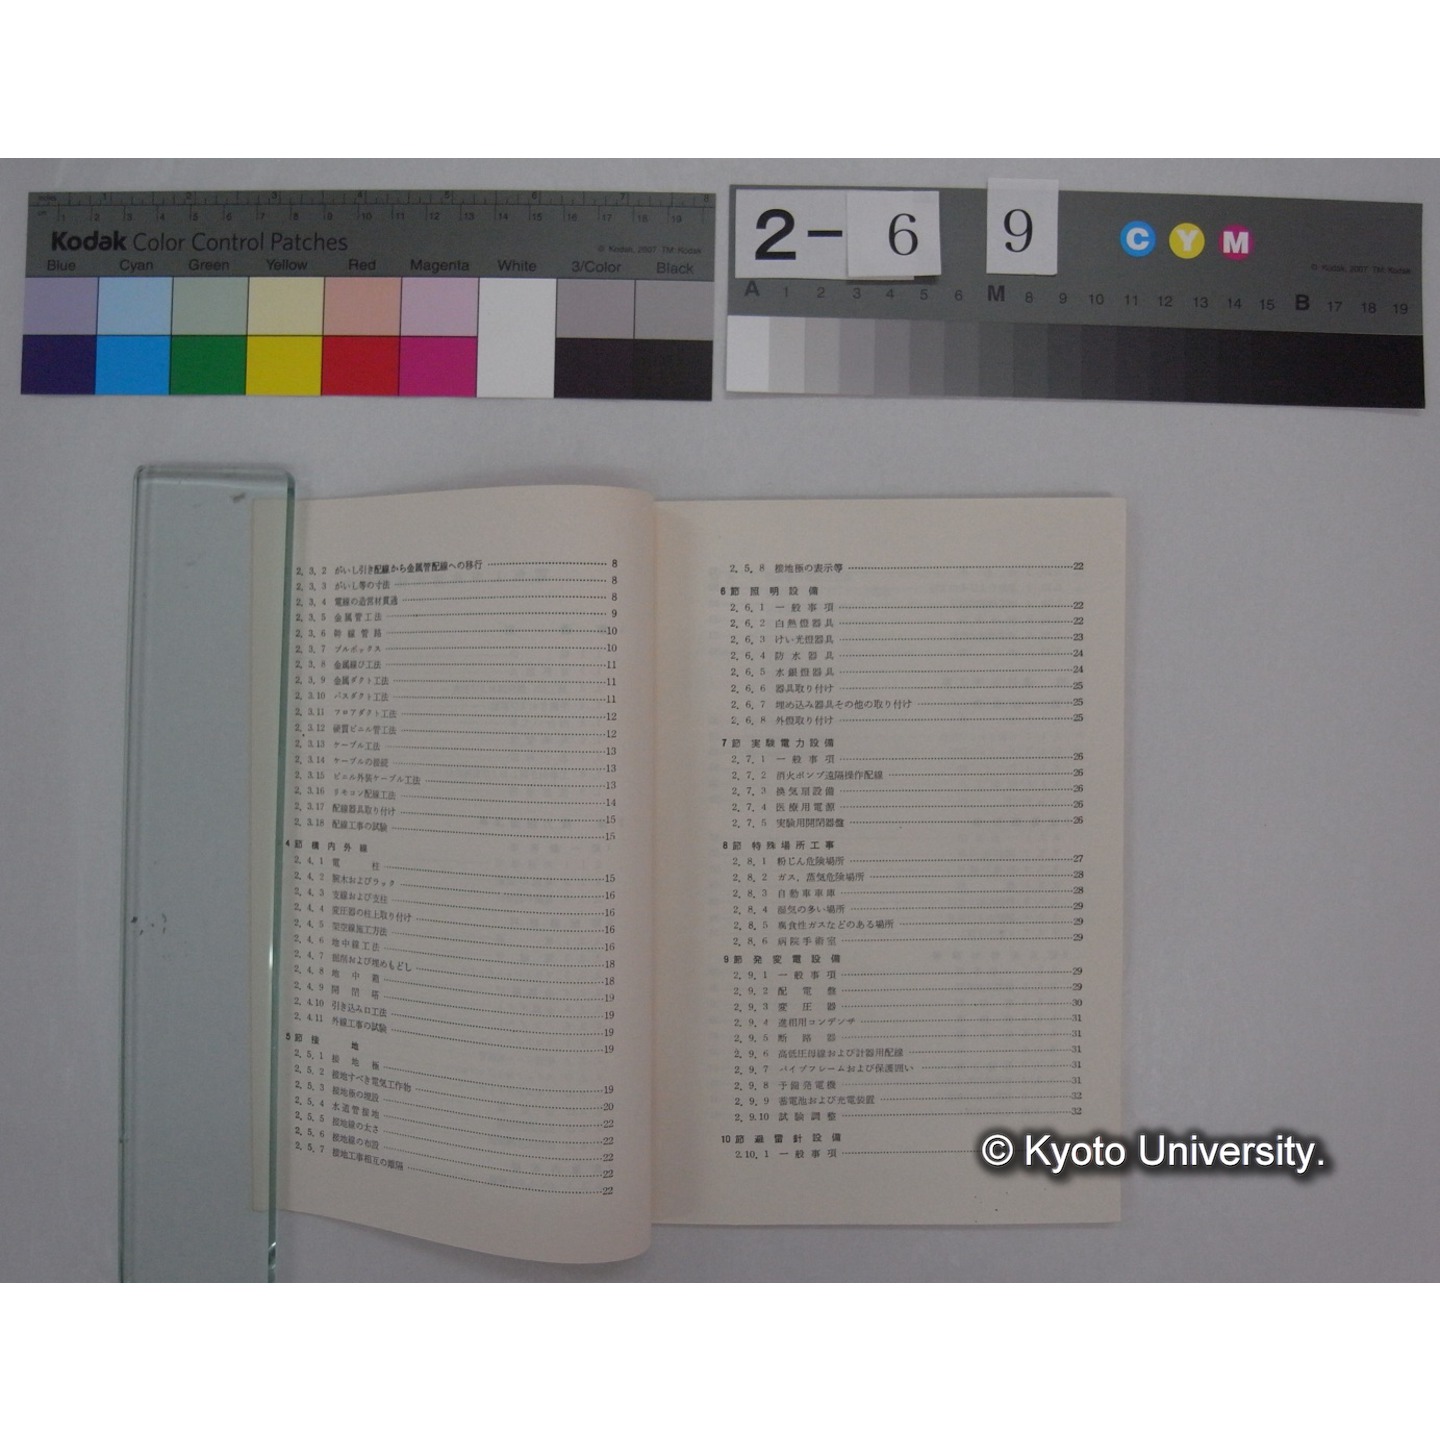 Kodak Color Control Patches
© Kodak, 2007 TM: Kodak
Blue Cyan Green Yellow Red Magenta White 3/Color Black
2- 6 9
C Y M
© Kodak, 2007 TM: Kodak
A 1 2 3 4 5 6 M 8 9 10 11 12 13 14 15 B 17 18 19
2. 3. 2 がいし引き配線から金属管配線への移行 8
2. 3. 3 がいし等の寸法 8
2. 3. 4 電線の造営材貫通 8
2. 3. 5 金属管工法 9
2. 3. 6 幹線管路 10
2. 3. 7 プルボックス 10
2. 3. 8 金属線ぴ工法 11
2. 3. 9 金属ダクト工法 11
2. 3.10 バスダクト工法 11
2. 3.11 フロアダクト工法 12
2. 3.12 硬質ビニル管工法 12
2. 3.13 ケーブル工法 13
2. 3.14 ケーブルの接続 13
2. 3.15 ビニル外装ケーブル工法 13
2. 3.16 リモコン配線工法 14
2. 3.17 配線器具取り付け 15
2. 3.18 配線工事の試験 15
4節 構内外線
2. 4. 1 電柱 15
2. 4. 2 腕木およびラック 16
2. 4. 3 支線および支柱 16
2. 4. 4 変圧器の柱上取り付け 16
2. 4. 5 架空線施工方法 16
2. 4. 6 地中線工法 18
2. 4. 7 掘削および埋めもどし 18
2. 4. 8 地中箱 19
2. 4. 9 開閉塔 19
2. 4.10 引き込み口工法 19
2. 4.11 外線工事の試験 19
5節 接地
2. 5. 1 接地極 19
2. 5. 2 接地すべき電気工作物 20
2. 5. 3 接地極の埋設 22
2. 5. 4 水道管接地 22
2. 5. 5 接地線の太さ 22
2. 5. 6 接地線の布設 22
2. 5. 7 接地工事相互の離隔 22
2. 5. 8 接地極の表示等 22
6節 照明設備
2. 6. 1 一般事項 22
2. 6. 2 白熱燈器具 22
2. 6. 3 けい光燈器具 23
2. 6. 4 防水器具 24
2. 6. 5 水銀燈器具 24
2. 6. 6 器具取り付け 25
2. 6. 7 埋め込み器具その他の取り付け 25
2. 6. 8 外燈取り付け 25
7節 実験電力設備
2. 7. 1 一般事項 26
2. 7. 2 消火ポンプ遠隔操作配線 26
2. 7. 3 換気扇設備 26
2. 7. 4 医療用電源 26
2. 7. 5 実験用開閉器盤 26
8節 特殊場所工事
2. 8. 1 粉じん危険場所 27
2. 8. 2 ガス，蒸気危険場所 28
2. 8. 3 自動車車庫 28
2. 8. 4 湿気の多い場所 29
2. 8. 5 腐食性ガスなどのある場所 29
2. 8. 6 病院手術室 29
9節 発変電設備
2. 9. 1 一般事項 29
2. 9. 2 配電盤 29
2. 9. 3 変圧器 30
2. 9. 4 進相用コンデンサ 31
2. 9. 5 断路器 31
2. 9. 6 高低圧母線および計器用配線 31
2. 9. 7 パイプフレームおよび保護囲い 31
2. 9. 8 予備発電機 31
2. 9. 9 蓄電池および充電装置 32
2. 9.10 試験調整 32
10節 避雷針設備
2.10. 1 一般事項
© Kyoto University.